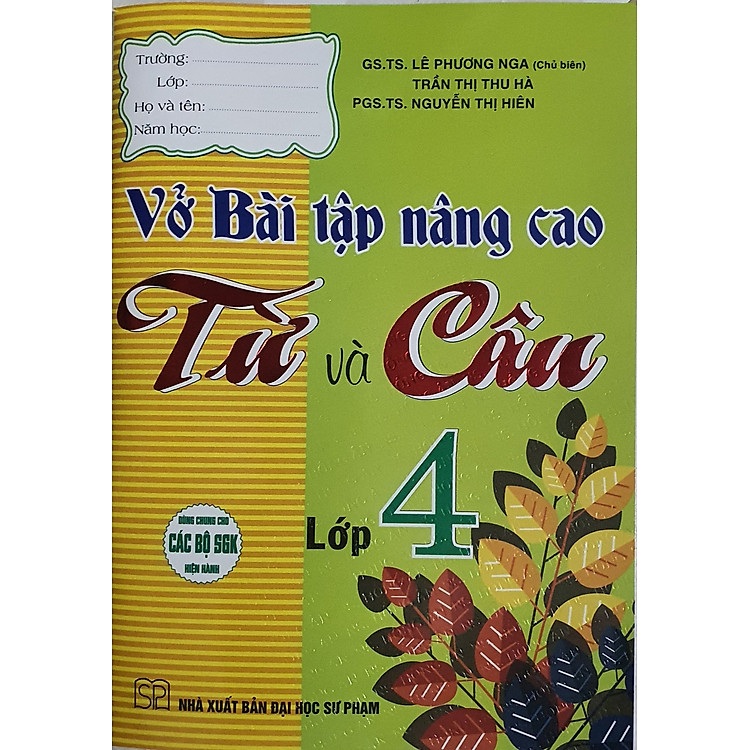 Trường:
Lớp:
Họ và tên:
Năm học:
GS.TS. LÊ PHƯƠNG NGA (Chủ biên)
TRẦN THỊ THU HÀ
PGS.TS. NGUYỄN THỊ HIÊN
Vở Bài tập nâng cao
Từ và Câu
Lớp 4
DÙNG CHUNG CHO
CÁC BỘ SGK
HIỆN HÀNH
SP NHÀ XUẤT BẢN ĐẠI HỌC SƯ PHẠM